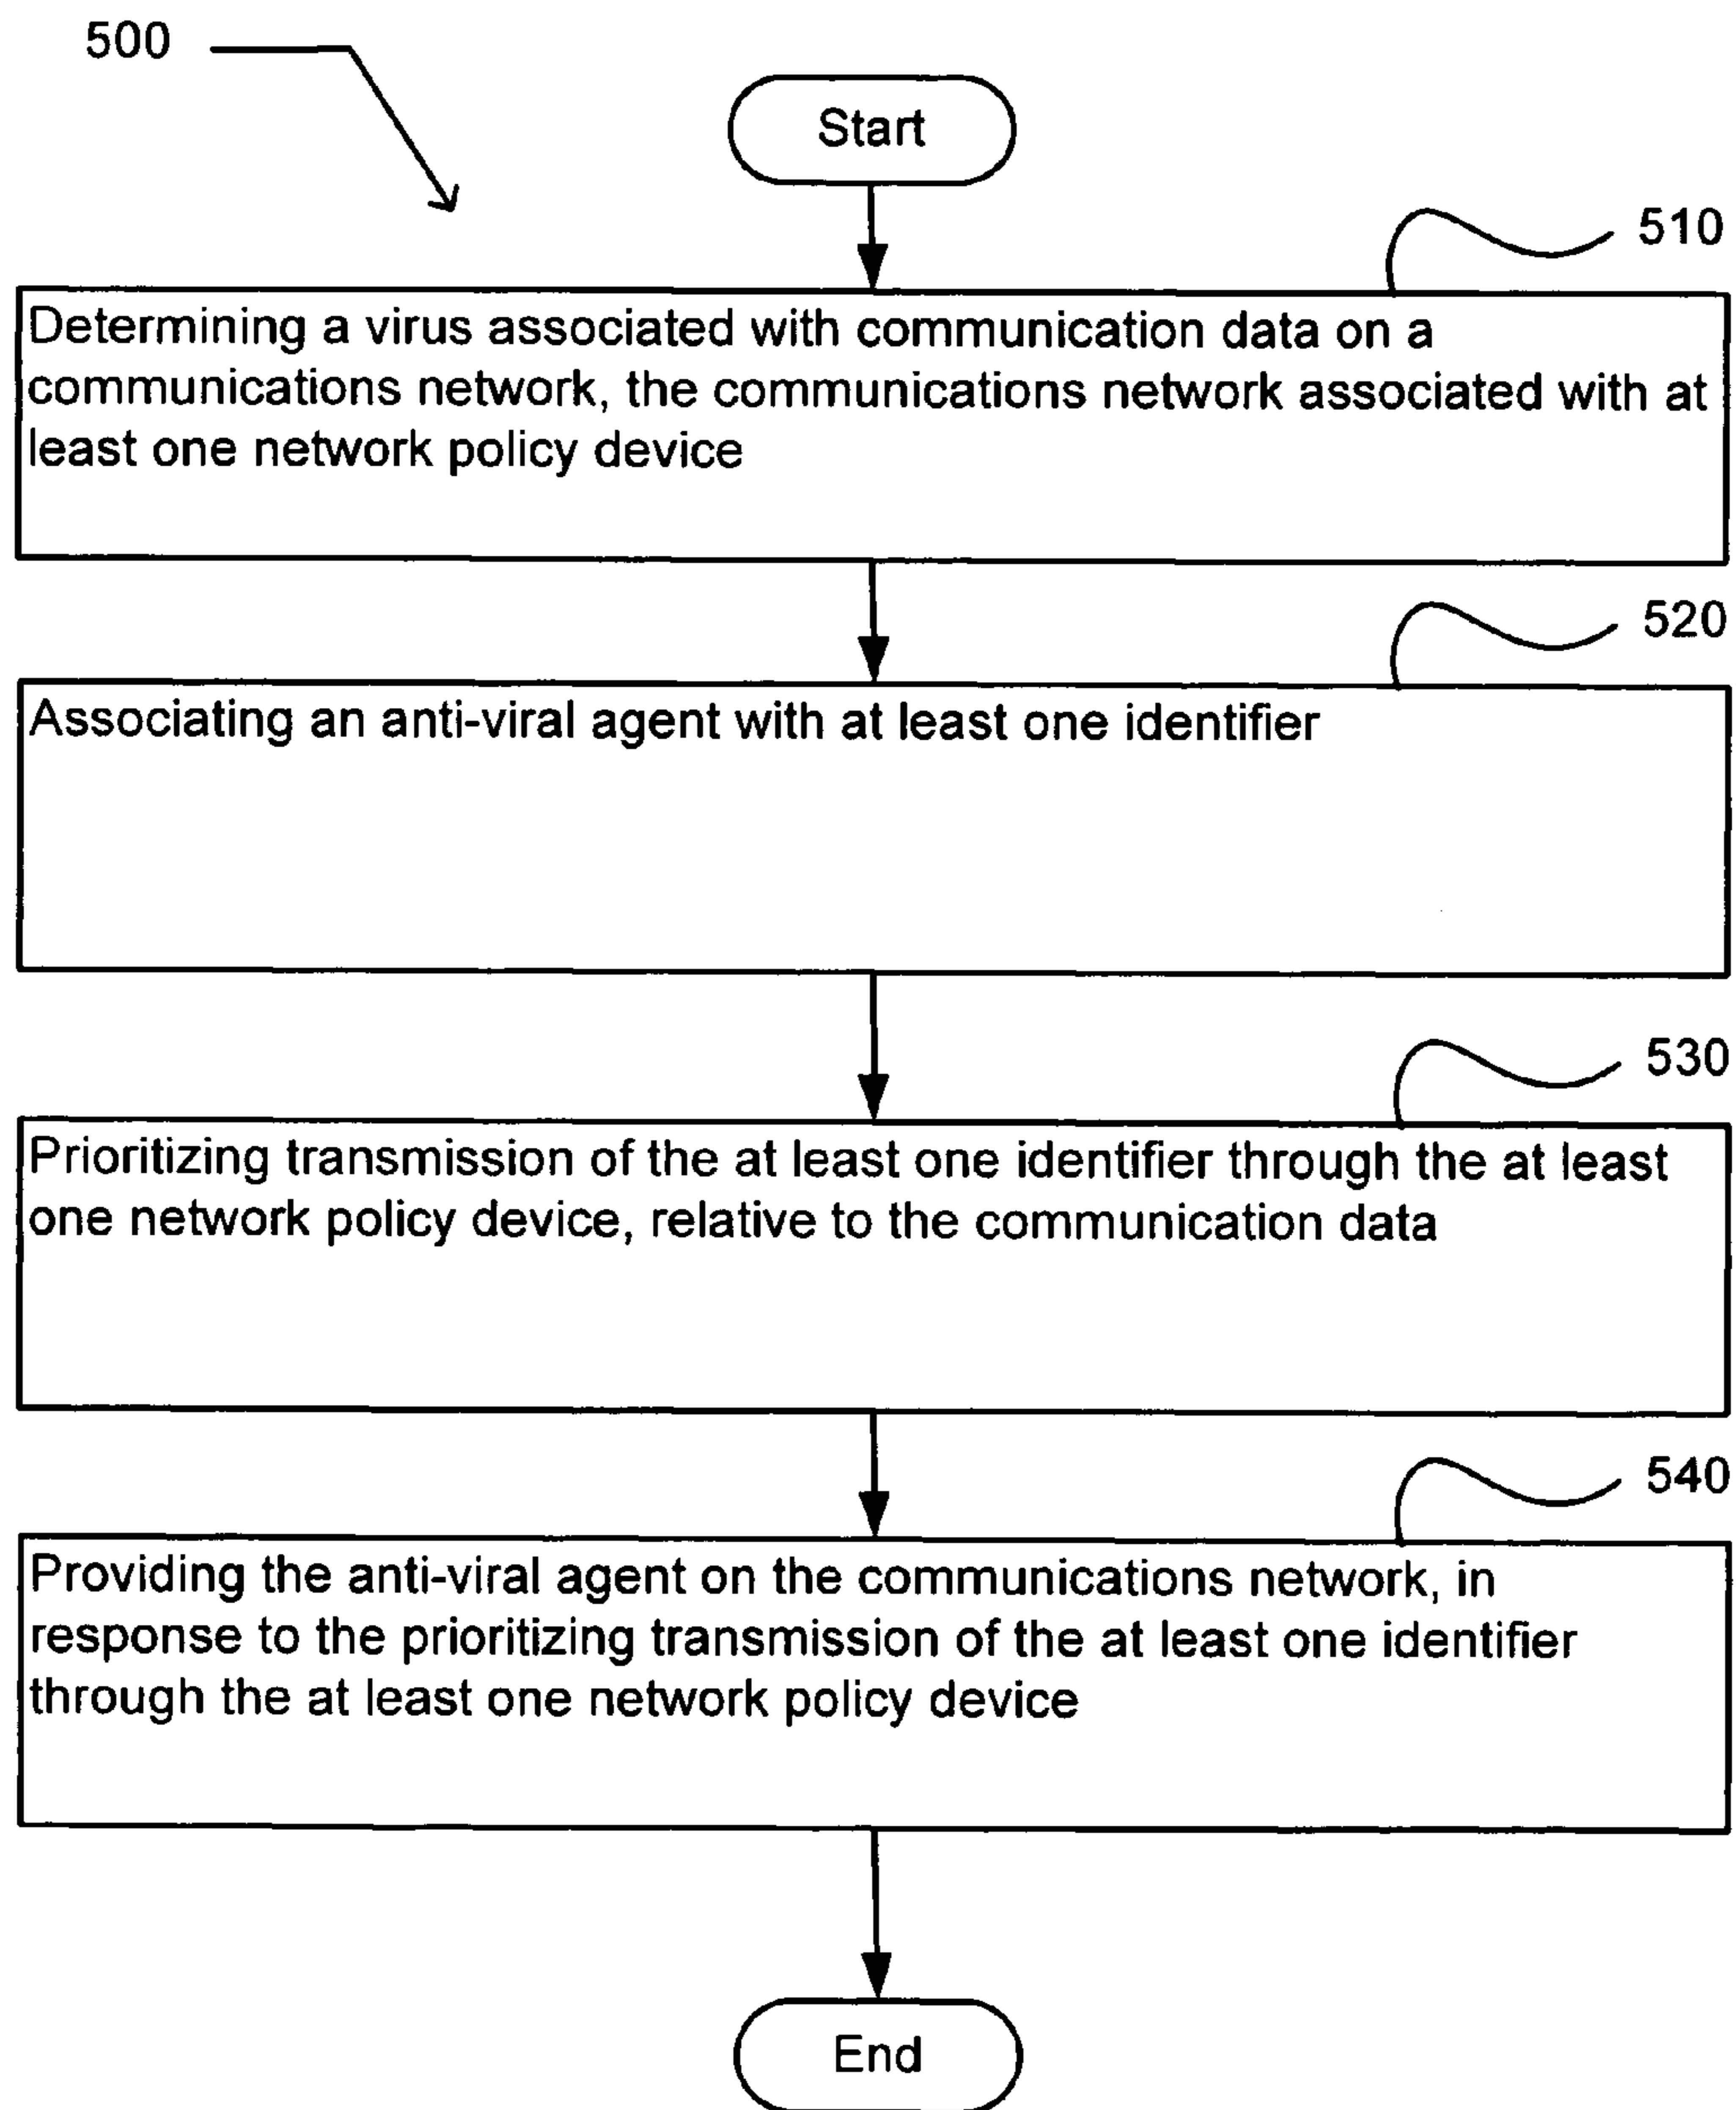 500
Start
510
Determining a virus associated with communication data on a
communications network, the communications network associated with at
least one network policy device
520
Associating an anti-viral agent with at least one identifier
530
Prioritizing transmission of the at least one identifier through the at least
one network policy device, relative to the communication data
540
Providing the anti-viral agent on the communications network, in
response to the prioritizing transmission of the at least one identifier
through the at least one network policy device
End